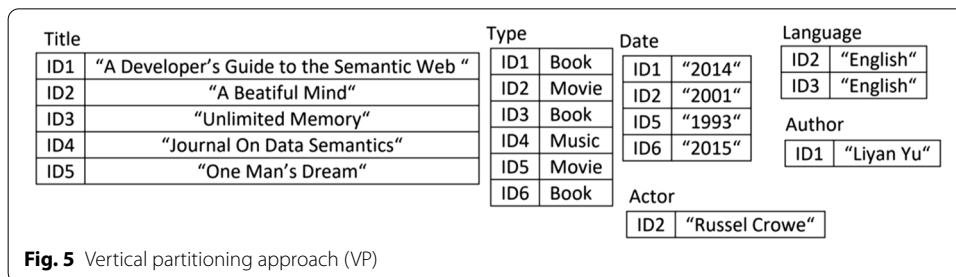 Title
ID1 "A Developer's Guide to the Semantic Web "
ID2 "A Beatiful Mind"
ID3 "Unlimited Memory"
ID4 "Journal On Data Semantics"
ID5 "One Man's Dream"
Type
ID1 Book
ID2 Movie
ID3 Book
ID4 Music
ID5 Movie
ID6 Book
Date
ID1 "2014"
ID2 "2001"
ID5 "1993"
ID6 "2015"
Language
ID2 "English"
ID3 "English"
Author
ID1 "Liyan Yu"
Actor
ID2 "Russel Crowe"
Fig. 5 Vertical partitioning approach (VP)